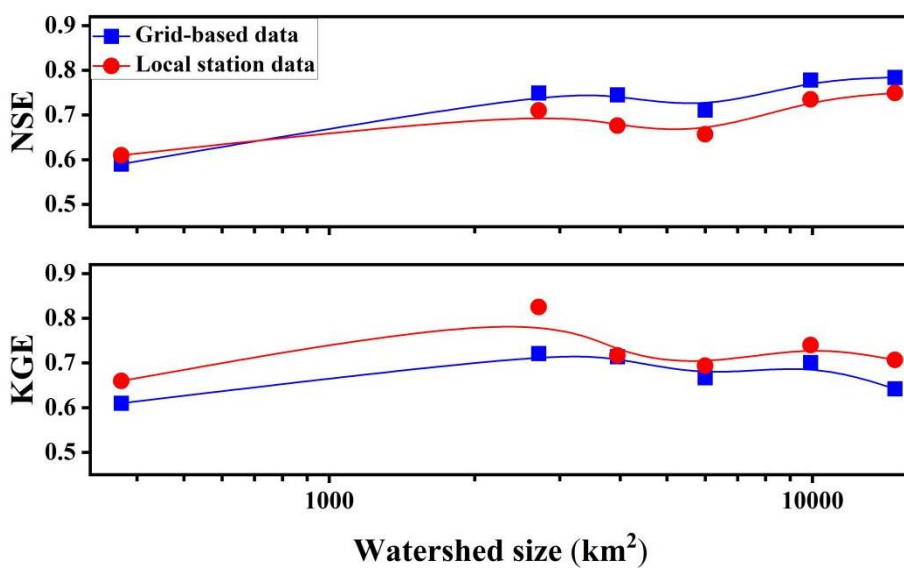 NSE
0.9
0.8
0.7
0.6
0.5
Grid-based data
Local station data
KGE
0.9
0.8
0.7
0.6
0.5
1000
10000
Watershed size (km²)